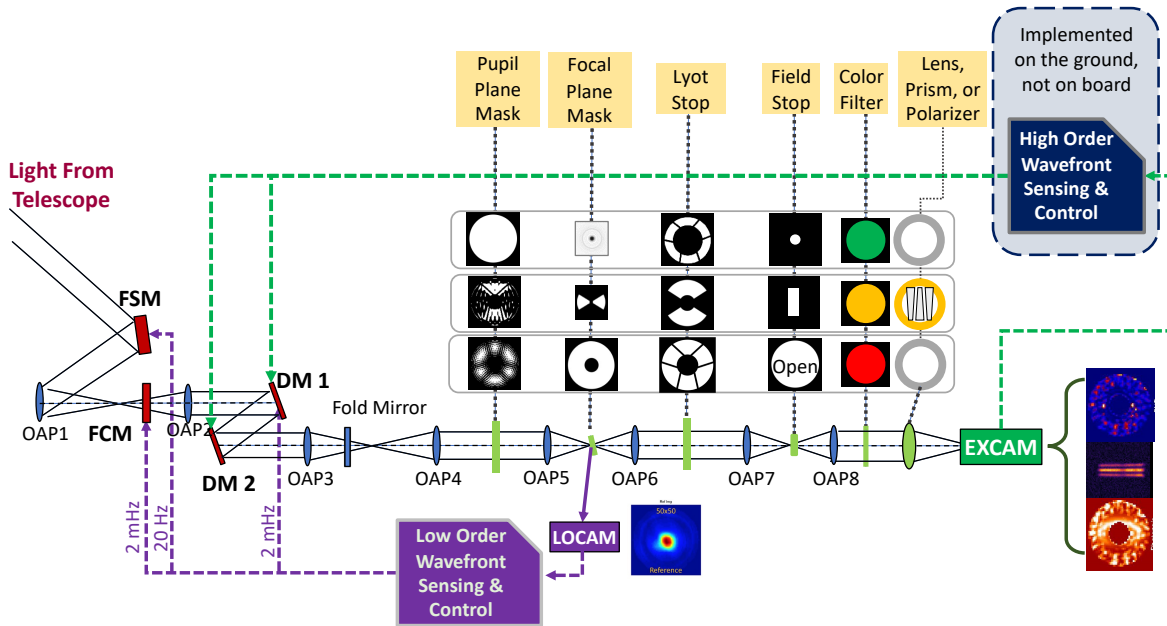 Pupil
Plane
Mask
Focal
Plane
Mask
Lyot
Stop
Field
Stop
Color
Filter
Lens,
Prism, or
Polarizer
Implemented
on the ground,
not on board
High Order
Wavefront
Sensing &
Control
Light From
Telescope
FSM
Open
DM 1
Fold Mirror
OAP1
FCM
OAP2
DM 2
OAP3
OAP4
OAP5
OAP6
OAP7
OAP8
EXCAM
2 mHz
20 Hz
2 mHz
Low Order
Wavefront
Sensing &
Control
LOCAM
50x50
Reference